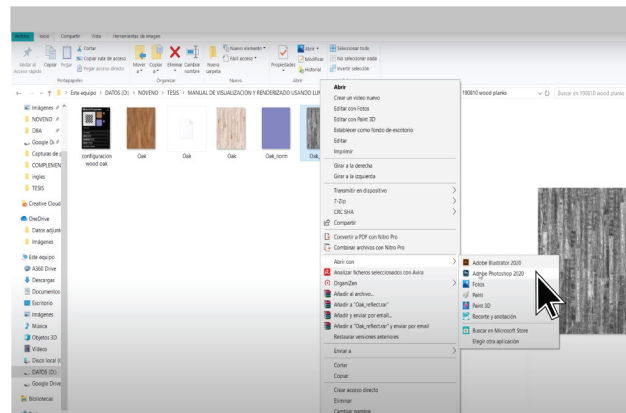 Archivo Inicio Compartir Vista Herramientas de imagen
Anclar al Acceso rápido
Copiar
Pegar
Cortar
Copiar ruta de acceso
Pegar acceso directo
Mover a
Copiar a
Eliminar
Cambiar nombre
Nueva carpeta
Nuevo elemento
Fácil acceso
Propiedades
Abrir
Modificar
Historial
Seleccionar todo
No seleccionar nada
Invertir selección
Portapapeles Organizar Nuevo Abrir
Este equipo > DATOS (D:) > NOVENO > TESIS > MANUAL DE VISUALIZACION Y RENDERIZADO USANDO
190810 wood planks
Buscar en 190810 wood planks
Imágenes
NOVENO
DBA
Google Dr
Capturas de
COMPLEMEN
ingles
TESIS
Creative Cloud
OneDrive
Datos adjunt
Imágenes
Este equipo
A360 Drive
Descargas
Documentos
Escritorio
Imágenes
Música
Objetos 3D
Vídeos
Disco local (
DATOS (D:)
Google Drive
Bibliotecas
configuracion wood oak
Oak
Oak
Oak
Oak_norm
Oak_
Abrir
Crear un vídeo nuevo
Editar con Fotos
Editar con Paint 3D
Establecer como fondo de escritorio
Editar
Imprimir
Girar a la derecha
Girar a la izquierda
Transmitir en dispositivo
7-Zip
CRC SHA
Compartir
Convertir a PDF con Nitro Pro
Combinar archivos con Nitro Pro
Abrir con
Analizar ficheros seleccionados con Avira
OrganiZen
Añadir al archivo...
Añadir a "Oak_reflect.rar"
Añadir y enviar por email...
Añadir a "Oak_reflect.rar" y enviar por email
Restaurar versiones anteriores
Enviar a
Cortar
Copiar
Crear acceso directo
Eliminar
Cambiar nombre
Adobe Illustrator 2020
Adobe Photoshop 2020
Fotos
Paint
Paint 3D
Recorte y anotación
Buscar en Microsoft Store
Elegir otra aplicación